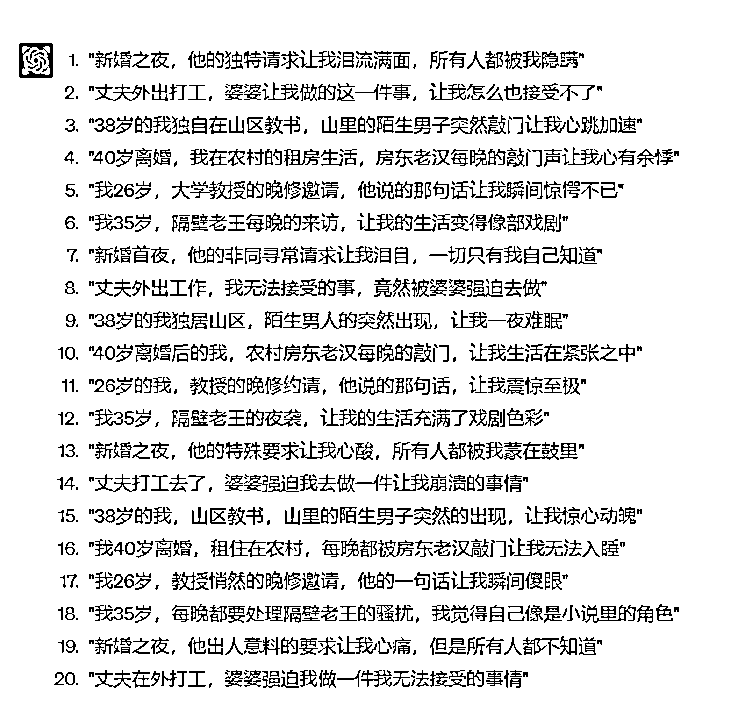 1. "新婚之夜，他的独特请求让我泪流满面，所有人都被我隐瞒"
2. "丈夫外出打工，婆婆让我做的这一件事，让我怎么也接受不了"
3. "38岁的我独自在山区教书，山里的陌生男子突然敲门让我心跳加速"
4. "40岁离婚，我在农村的租房生活，房东老汉每晚的敲门声让我心有余悸"
5. "我26岁，大学教授的晚修邀请，他说的那句话让我瞬间惊愕不已"
6. "我35岁，隔壁老王每晚的来访，让我的生活变得像部戏剧"
7. "新婚首夜，他的非同寻常请求让我泪目，一切只有我自己知道"
8. "丈夫外出工作，我无法接受的事，竟然被婆婆强迫去做"
9. "38岁的我独居山区，陌生男人的突然出现，让我一夜难眠"
10. "40岁离婚后的我，农村房东老汉每晚的敲门，让我生活在紧张之中"
11. "26岁的我，教授的晚修约请，他说的那句话，让我震惊至极"
12. "我35岁，隔壁老王的夜袭，让我的生活充满了戏剧色彩"
13. "新婚之夜，他的特殊要求让我心酸，所有人都被我蒙在鼓里"
14. "丈夫打工去了，婆婆强迫我去做一件让我崩溃的事情"
15. "38岁的我，山区教书，山里的陌生男子突然的出现，让我惊心动魄"
16. "我40岁离婚，租住在农村，每晚都被房东老汉敲门让我无法入睡"
17. "我26岁，教授悄然的晚修邀请，他的一句话让我瞬间傻眼"
18. "我35岁，每晚都要处理隔壁老王的骚扰，我觉得自己像是小说里的角色"
19. "新婚之夜，他出人意料的要求让我心痛，但是所有人都不知道"
20. "丈夫在外打工，婆婆强迫我做一件我无法接受的事情"